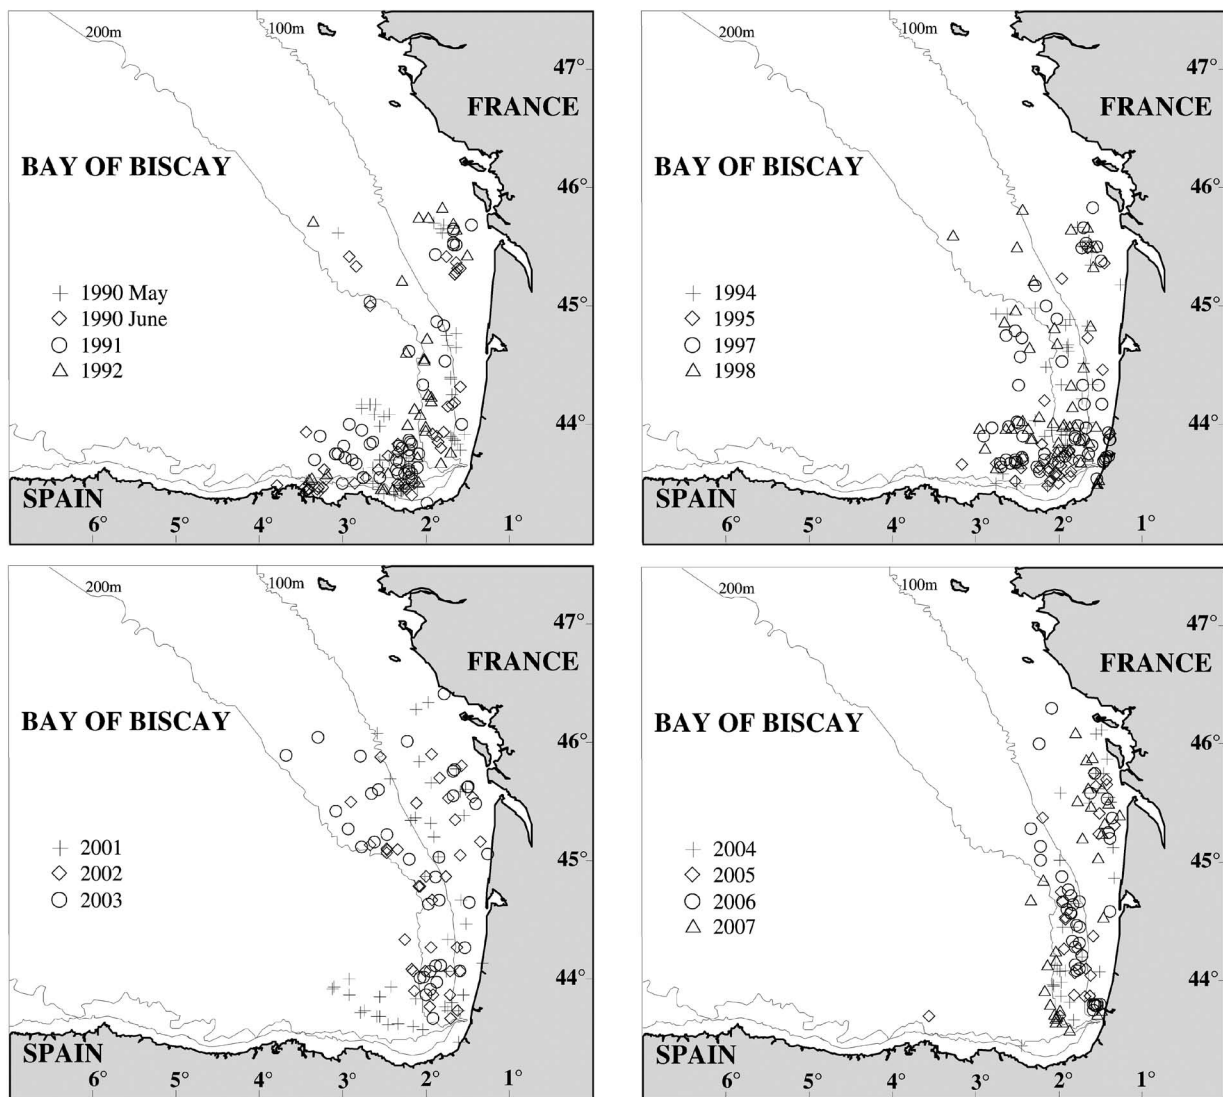 200m
100m
47°
FRANCE
BAY OF BISCAY
46°
1990 May
1990 June
1991
1992
45°
44°
SPAIN
6° 5° 4° 3° 2° 1°
200m
100m
47°
FRANCE
BAY OF BISCAY
46°
1994
1995
1997
1998
45°
44°
SPAIN
6° 5° 4° 3° 2° 1°
200m
100m
47°
FRANCE
BAY OF BISCAY
46°
2001
2002
2003
45°
44°
SPAIN
6° 5° 4° 3° 2° 1°
200m
100m
47°
FRANCE
BAY OF BISCAY
46°
2004
2005
2006
2007
45°
44°
SPAIN
6° 5° 4° 3° 2° 1°